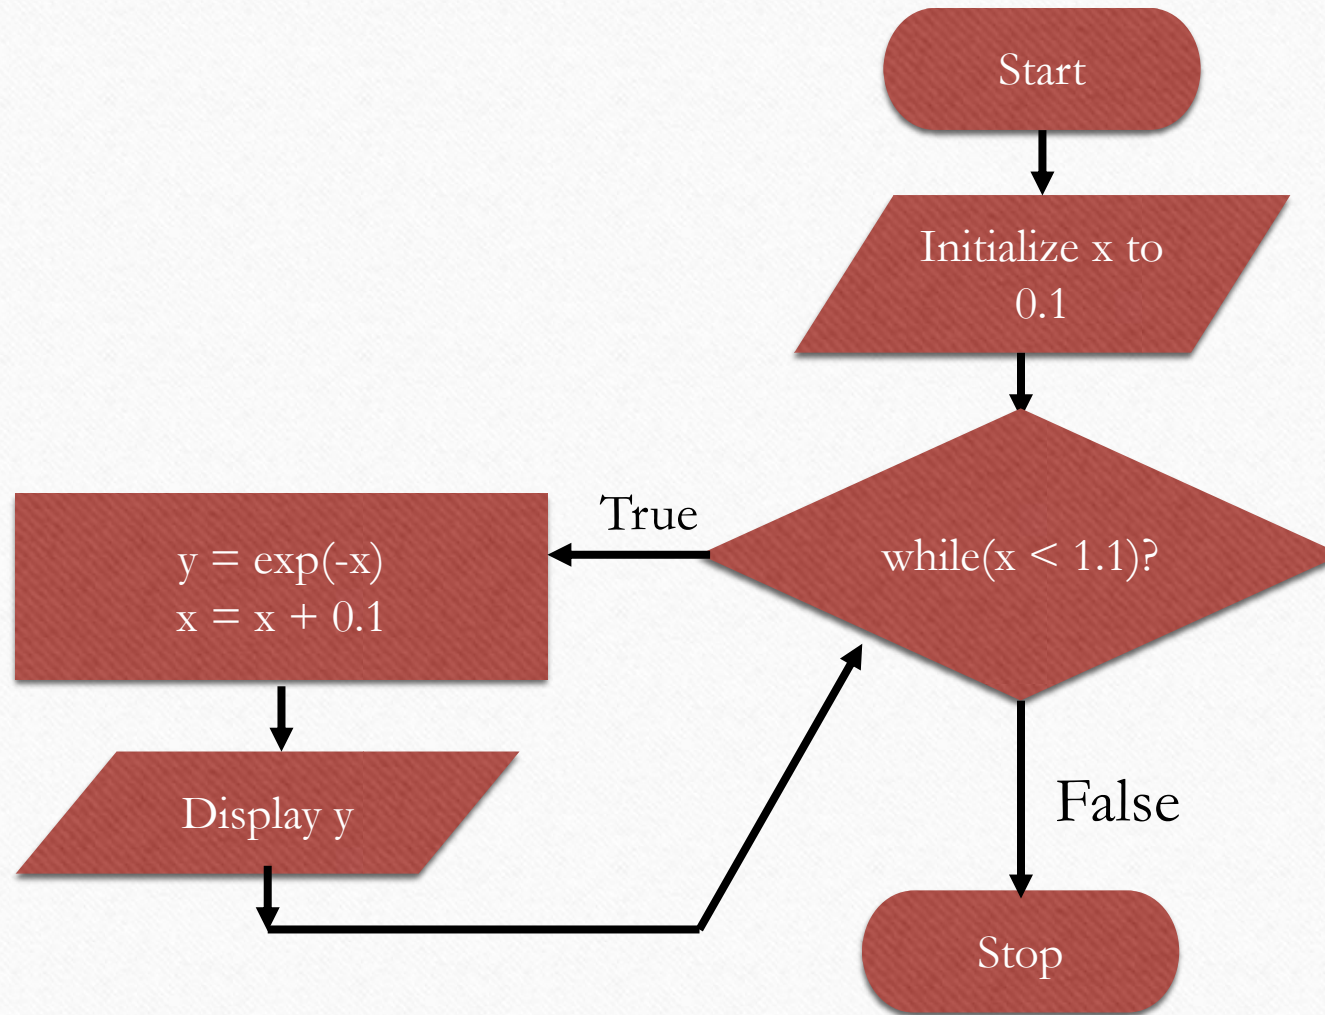 Start
Initialize x to
0.1
while(x < 1.1)?
True
y = exp(-x)
x = x + 0.1
Display y
False
Stop